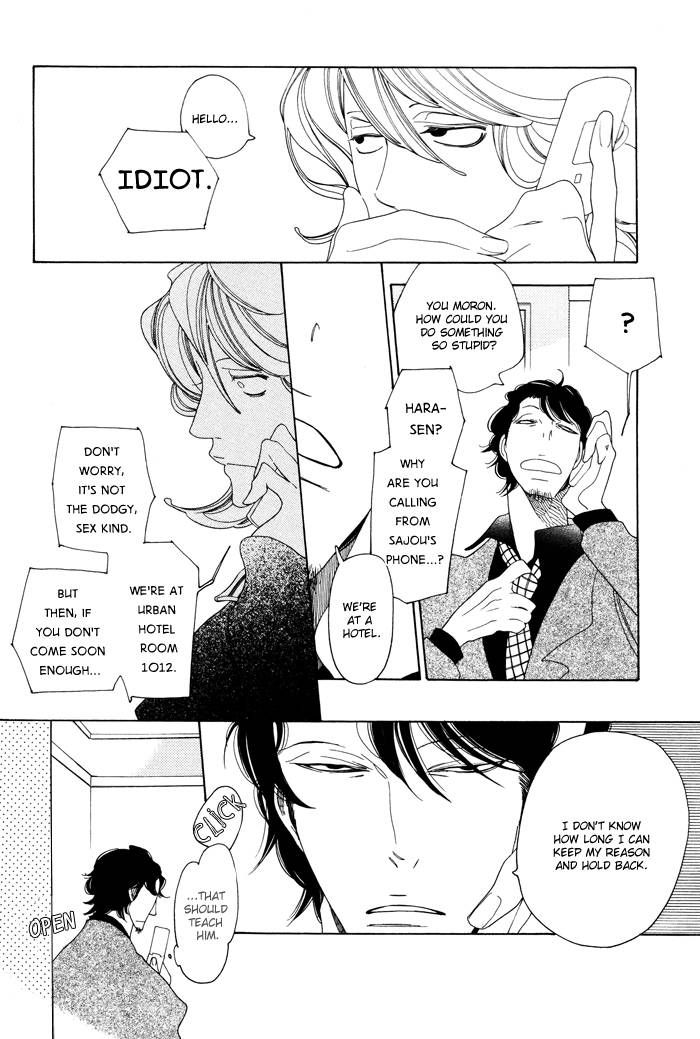 HELLO...
IDIOT.
?
YOU MORON.
HOW COULD YOU
DO SOMETHING
SO STUPID?
HARA-
SEN?
WHY
ARE YOU
CALLING
FROM
SAJOU'S
PHONE...?
WE'RE
AT A
HOTEL.
DON'T
WORRY,
IT'S NOT
THE DODGY,
SEX KIND.
WE'RE AT
URBAN
HOTEL
ROOM
1012.
BUT
THEN, IF
YOU DON'T
COME SOON
ENOUGH...
I DON'T KNOW
HOW LONG I CAN
KEEP MY REASON
AND HOLD BACK.
CLICK
...THAT
SHOULD
TEACH
HIM.
OPEN